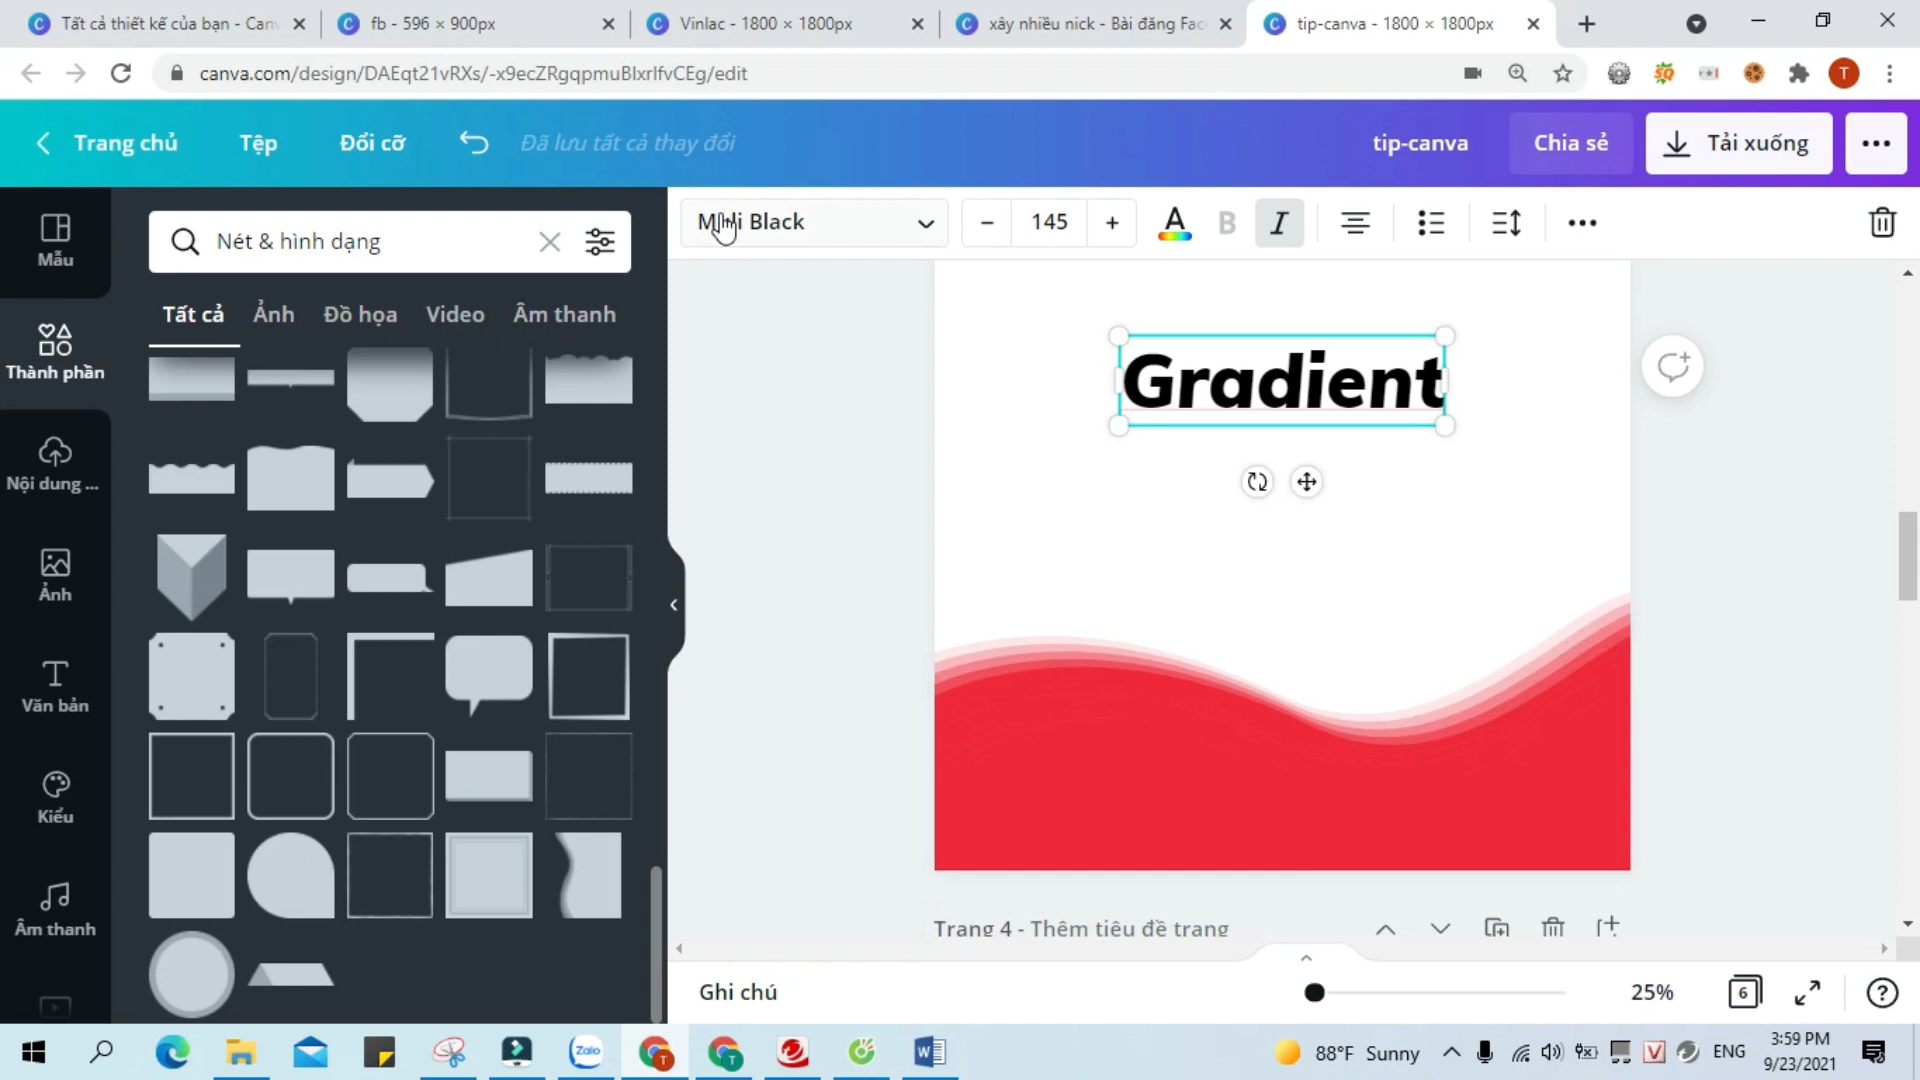 Tất cả thiết kế của bạn - Can
fb - 596 × 900px
Vinlac - 1800 × 1800px
xây nhiều nick - Bài đăng Fac
tip-canva - 1800 × 1800px
canva.com/design/DAEqt21vRXs/-x9ecZRgqpmuBIxrIfvCEg/edit
T
Trang chủ
Tệp
Đổi cỡ
Đã lưu tất cả thay đổi
tip-canva
Chia sẻ
Tải xuống
Mẫu
Thành phần
Nội dung ...
Ảnh
Văn bản
Kiểu
Âm thanh
Nét & hình dạng
Tất cả
Ảnh
Đồ họa
Video
Âm thanh
Black
145
A
B
I
Gradient
Trang 4 - Thêm tiêu đề trang
Ghi chú
25%
6
?
Zalo
T
T
W
88°F Sunny
V
ENG
3:59 PM
9/23/2021